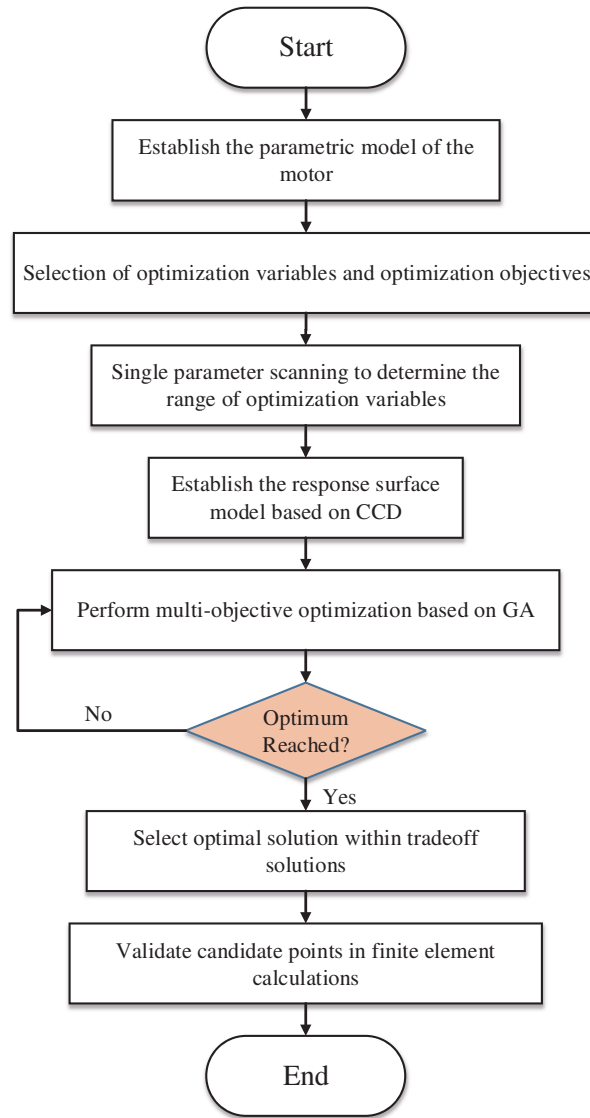 Start
Establish the parametric model of the
motor
Selection of optimization variables and optimization objectives
Single parameter scanning to determine the
range of optimization variables
Establish the response surface
model based on CCD
Perform multi-objective optimization based on GA
No
Optimum
Reached?
Yes
Select optimal solution within tradeoff
solutions
Validate candidate points in finite element
calculations
End